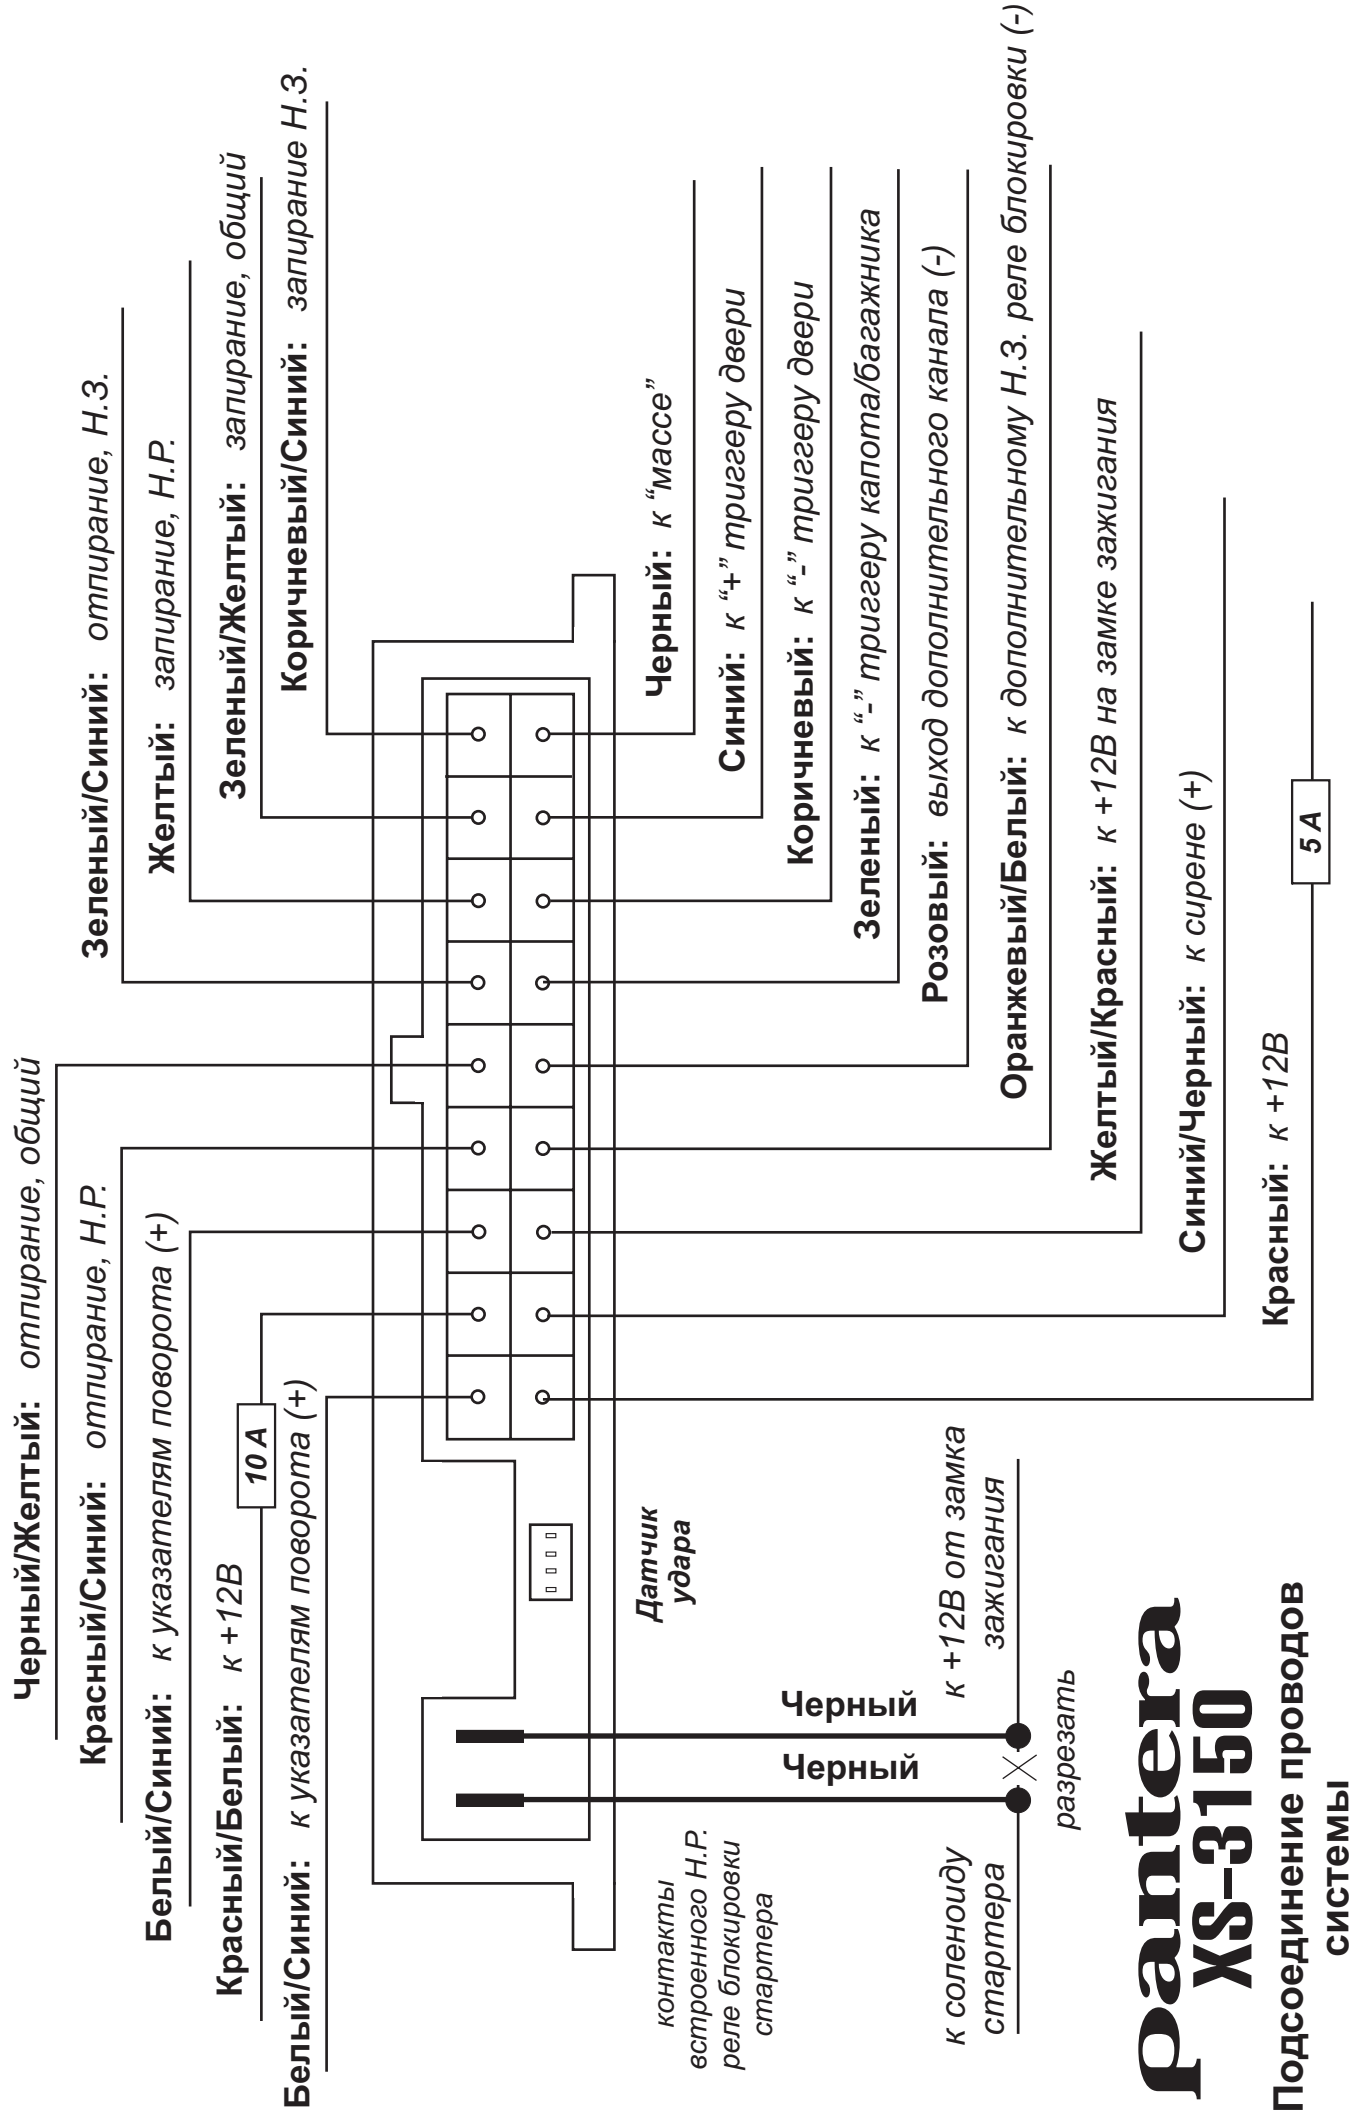 Черный/Желтый: отпирание, общий
Красный/Синий: отпирание, Н.Р.
Белый/Синий: к указателям поворота (+)
Красный/Белый: к +12В
10 А
Белый/Синий: к указателям поворота (+)
Зеленый/Синий: отпирание, Н.З.
Желтый: запирание, Н.Р.
Зеленый/Желтый: запирание, общий
Коричневый/Синий: запирание Н.З.
Датчик
удара
контакты
встроенного Н.Р.
реле блокировки
стартера
Черный
Черный
к соленоиду
стартера
разрезать
к +12В от замка
зажигания
Черный: к “массе”
Синий: к “+” триггеру двери
Коричневый: к “-” триггеру двери
Зеленый: к “-” триггеру капота/багажника
Розовый: выход дополнительного канала (-)
Оранжевый/Белый: к дополнительному Н.З. реле блокировки (-)
Желтый/Красный: к +12В на замке зажигания
Синий/Черный: к сирене (+)
Красный: к +12В
5 А
Pantera
XS-3150
Подсоединение проводов
системы